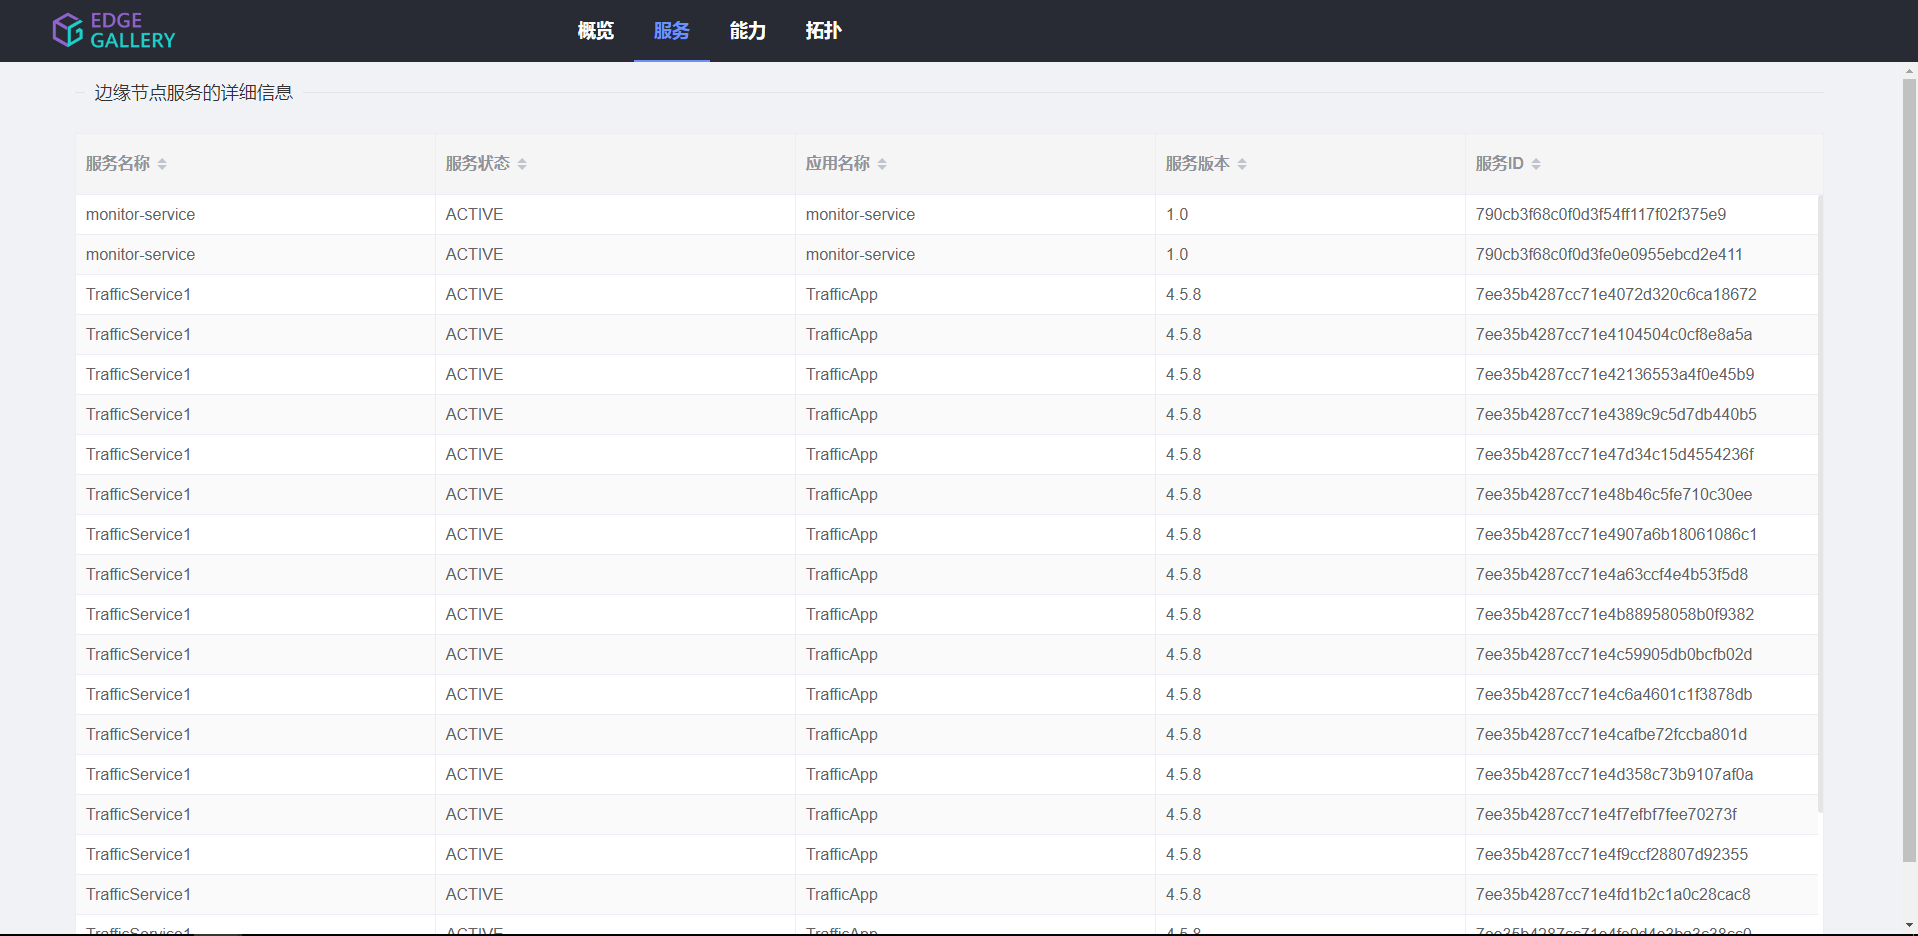 EDGE
GALLERY
概览 服务 能力 拓扑
边缘节点服务的详细信息
服务名称 服务状态 应用名称 服务版本 服务ID
monitor-service ACTIVE monitor-service 1.0 790cb3f68c0f0d3f54ff117f02f375e9
monitor-service ACTIVE monitor-service 1.0 790cb3f68c0f0d3fe0e0955ebcd2e411
TrafficService1 ACTIVE TrafficApp 4.5.8 7ee35b4287cc71e4072d320c6ca18672
TrafficService1 ACTIVE TrafficApp 4.5.8 7ee35b4287cc71e4104504c0cf8e8a5a
TrafficService1 ACTIVE TrafficApp 4.5.8 7ee35b4287cc71e42136553a4f0e45b9
TrafficService1 ACTIVE TrafficApp 4.5.8 7ee35b4287cc71e4389c9c5d7db440b5
TrafficService1 ACTIVE TrafficApp 4.5.8 7ee35b4287cc71e47d34c15d4554236f
TrafficService1 ACTIVE TrafficApp 4.5.8 7ee35b4287cc71e48b46c5fe710c30ee
TrafficService1 ACTIVE TrafficApp 4.5.8 7ee35b4287cc71e4907a6b18061086c1
TrafficService1 ACTIVE TrafficApp 4.5.8 7ee35b4287cc71e4a63ccf4e4b53f5d8
TrafficService1 ACTIVE TrafficApp 4.5.8 7ee35b4287cc71e4b88958058b0f9382
TrafficService1 ACTIVE TrafficApp 4.5.8 7ee35b4287cc71e4c59905db0bcfb02d
TrafficService1 ACTIVE TrafficApp 4.5.8 7ee35b4287cc71e4c6a4601c1f3878db
TrafficService1 ACTIVE TrafficApp 4.5.8 7ee35b4287cc71e4cafbe72fccba801d
TrafficService1 ACTIVE TrafficApp 4.5.8 7ee35b4287cc71e4d358c73b9107af0a
TrafficService1 ACTIVE TrafficApp 4.5.8 7ee35b4287cc71e4f7efbf7fee70273f
TrafficService1 ACTIVE TrafficApp 4.5.8 7ee35b4287cc71e4f9ccf28807d92355
TrafficService1 ACTIVE TrafficApp 4.5.8 7ee35b4287cc71e4fd1b2c1a0c28cac8
TrafficService1 ACTIVE TrafficApp 4.5.8